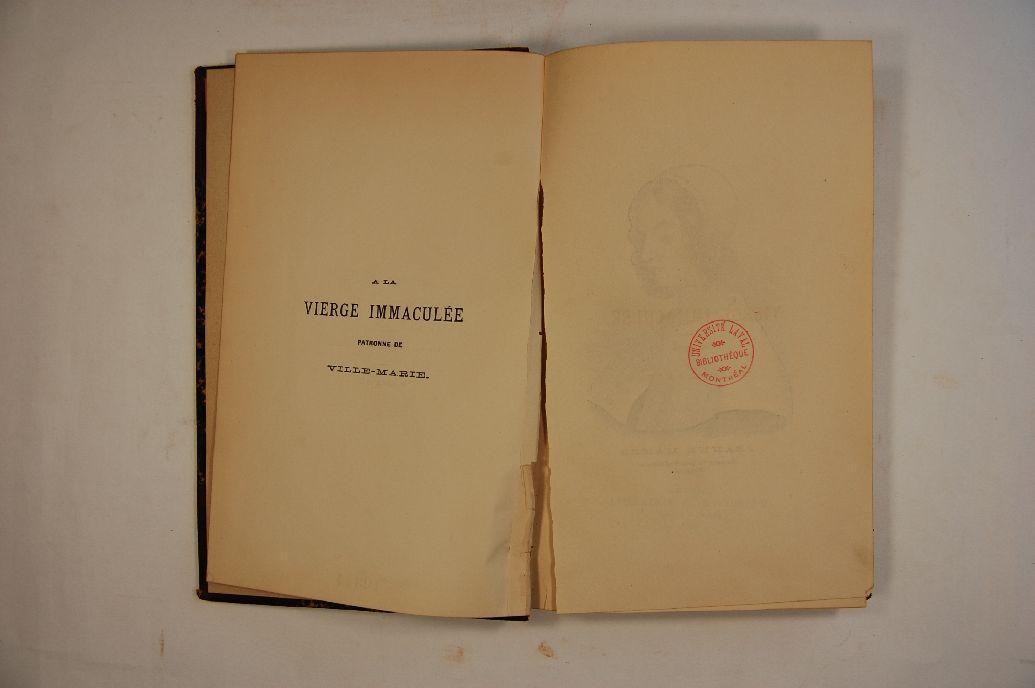 A LA
VIERGE IMMACULÉE
PATRONNE DE
VILLE-MARIE.
UNIVERSITÉ LAVAL
BIBLIOTHÈQUE
MONTRÉAL